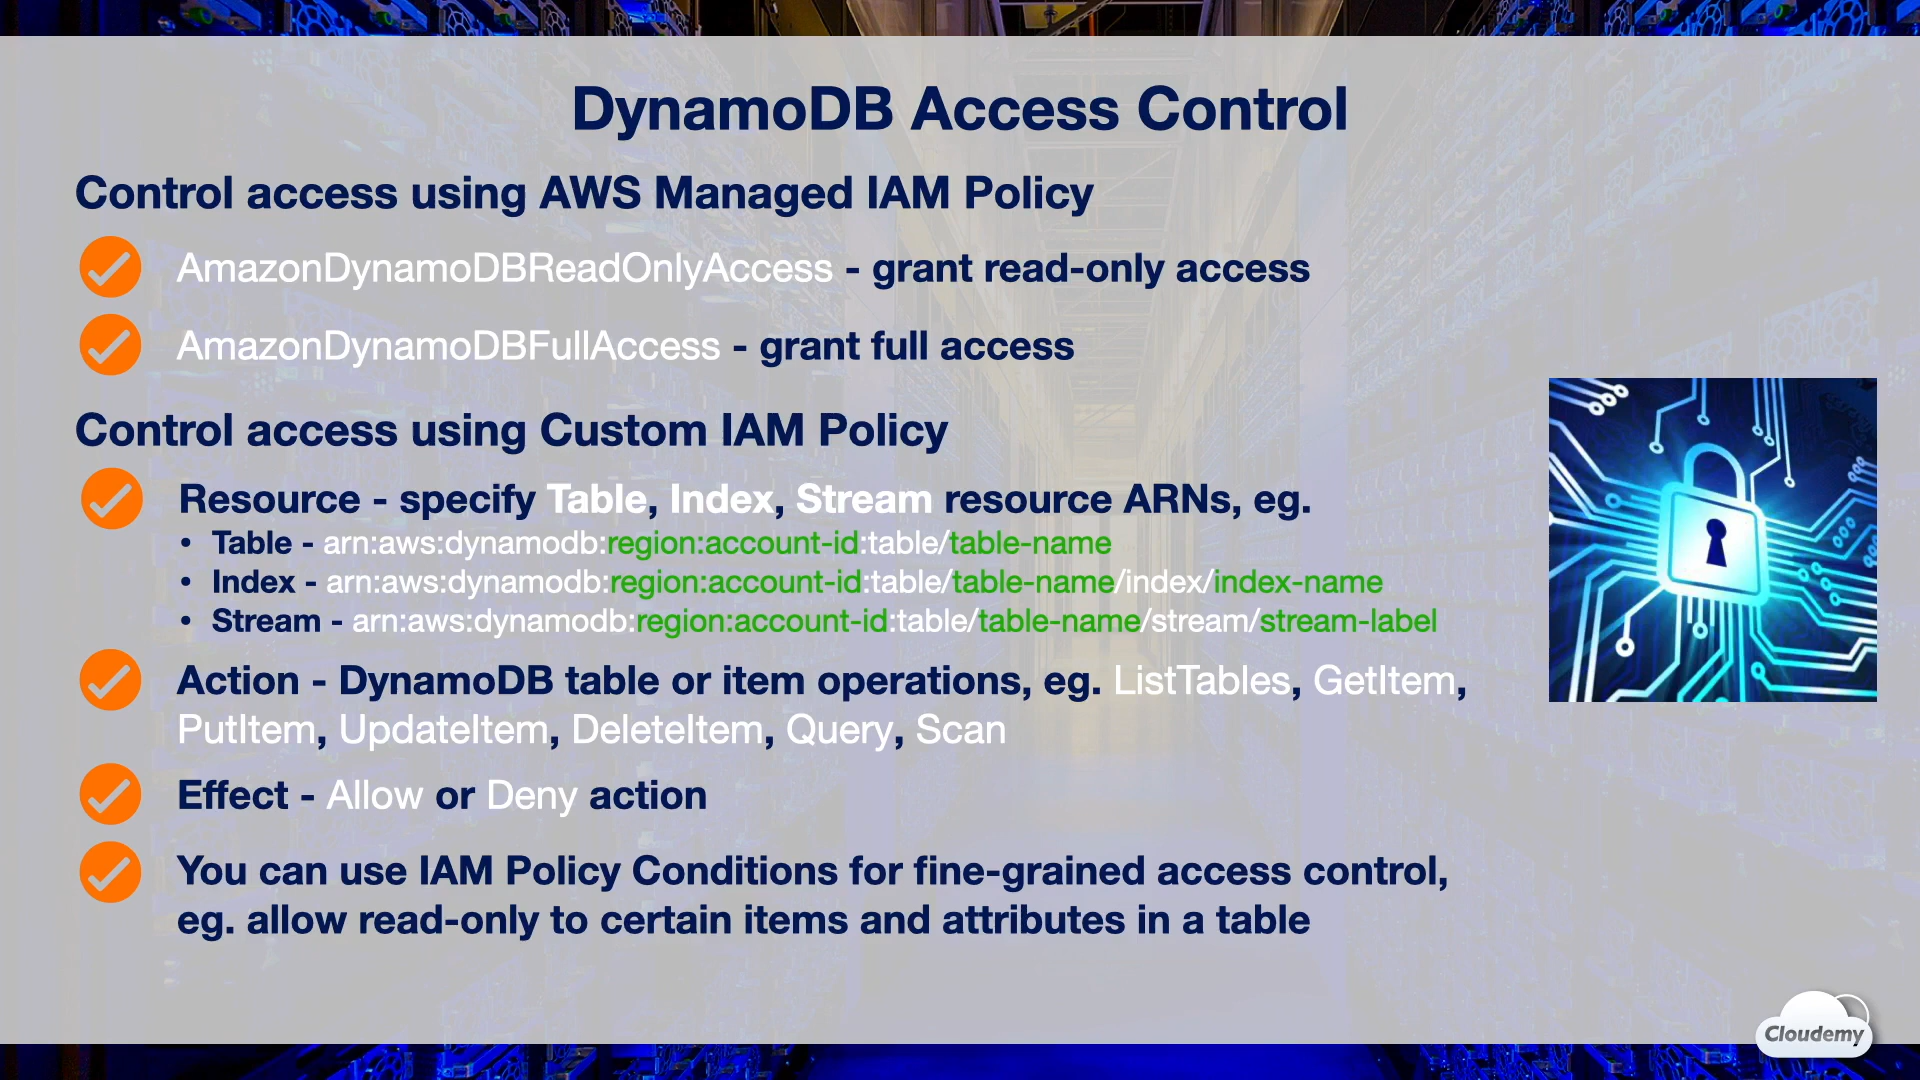 DynamoDB Access Control
Control access using AWS Managed IAM Policy
AmazonDynamoDBReadOnlyAccess - grant read-only access
AmazonDynamoDBFullAccess - grant full access
Control access using Custom IAM Policy
Resource - specify Table, Index, Stream resource ARNs, eg.
• Table - arn:aws:dynamodb:region:account-id:table/table-name
• Index - arn:aws:dynamodb:region:account-id:table/table-name/index/index-name
• Stream - arn:aws:dynamodb:region:account-id:table/table-name/stream/stream-label
Action - DynamoDB table or item operations, eg. ListTables, GetItem,
PutItem, UpdateItem, DeleteItem, Query, Scan
Effect - Allow or Deny action
You can use IAM Policy Conditions for fine-grained access control,
eg. allow read-only to certain items and attributes in a table
Cloudemy